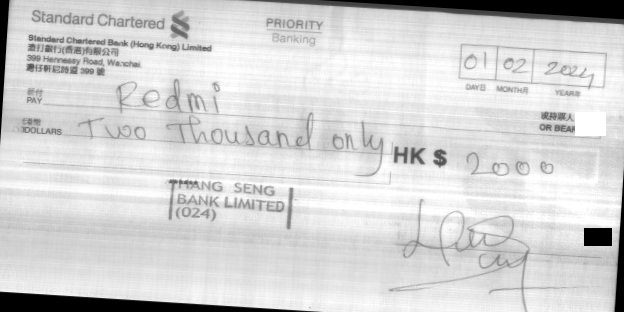 Standard Chartered
PRIORITY
Banking
Standard Chartered Bank (Hong Kong) Limited
渣打銀行(香港)有限公司
399 Hennessy Road, Wanchai
灣仔軒尼詩道 399 號
01 02 2024
DAY日 MONTH月 YEAR年
祈付
PAY Redmi
或持票人
OR BEAR
港幣
DOLLARS Two Thousand only
HK $ 2000
HANG SENG
BANK LIMITED
(024)